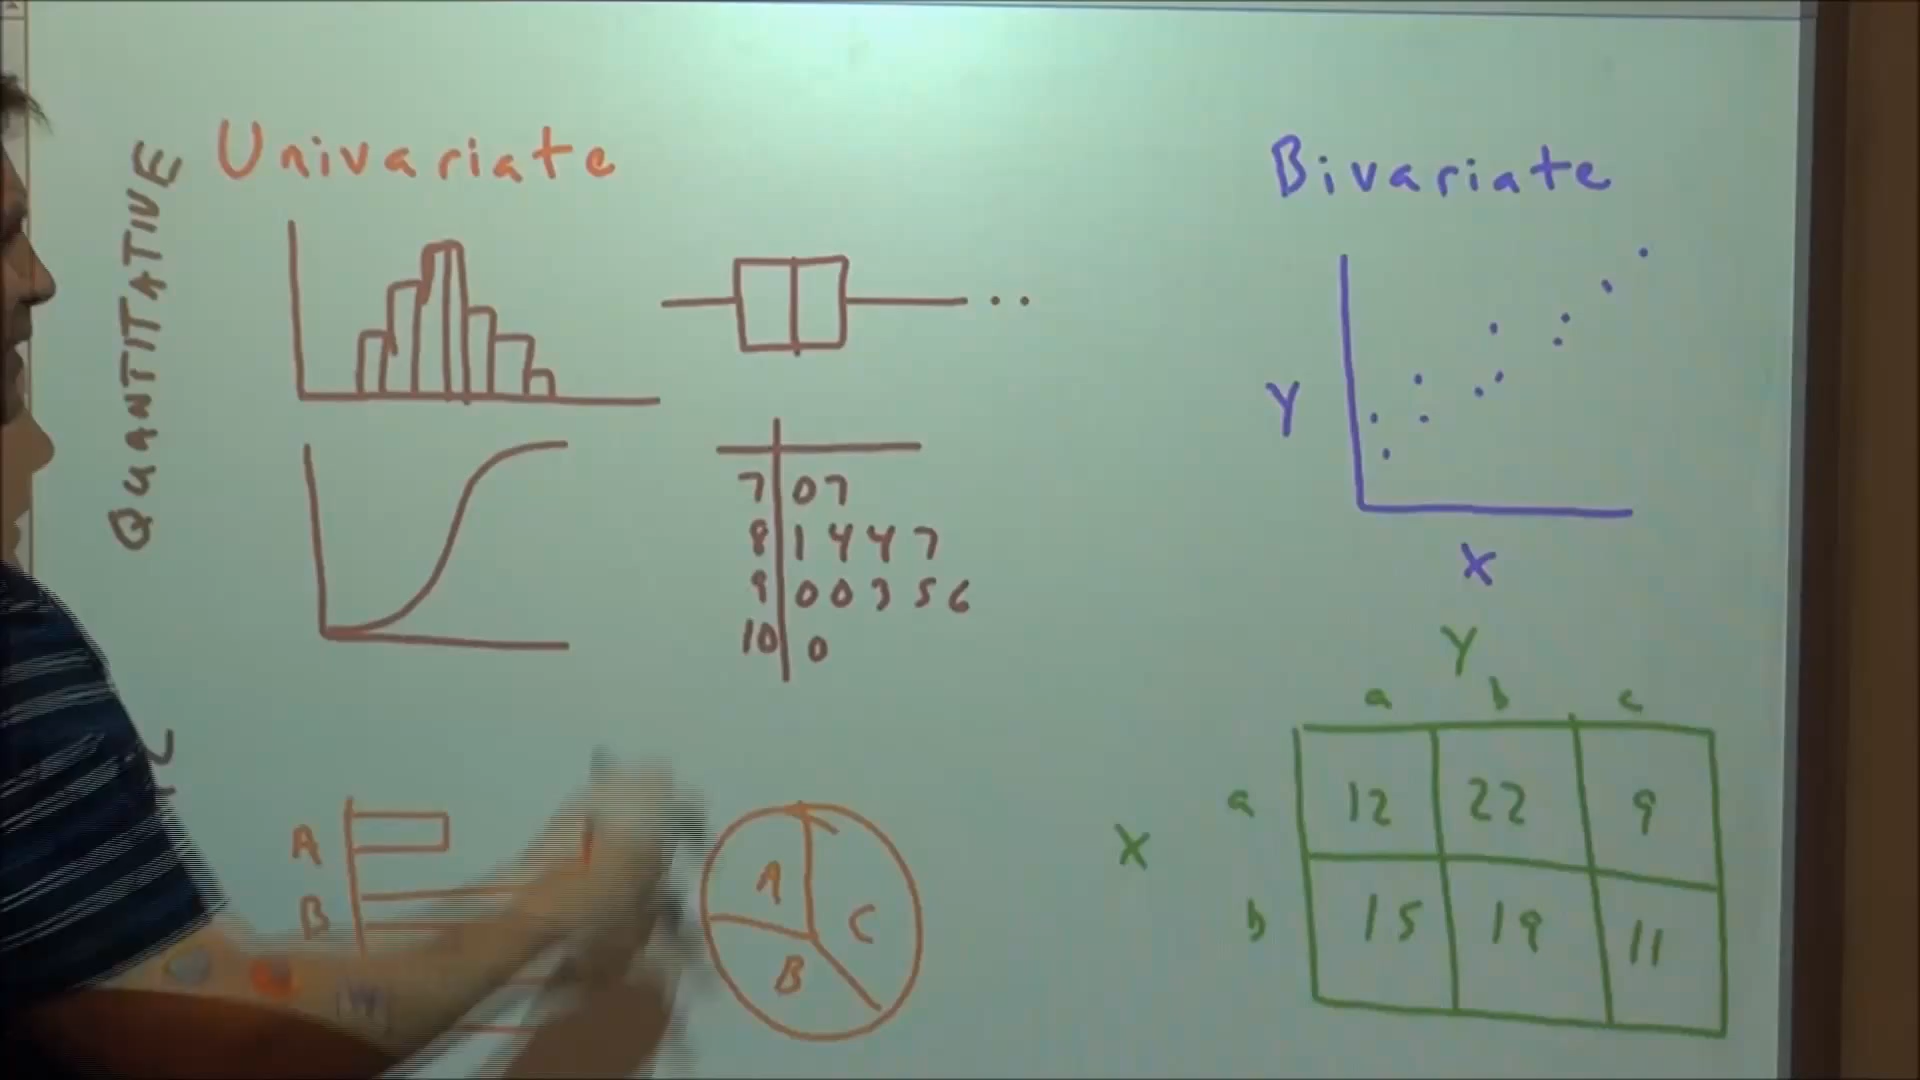 Univariate
Bivariate
QUANTITATIVE
Y
X
7 | 0 7
8 | 1 4 4 7
9 | 0 0 3 5 6
10 | 0
A
B
A
B
C
Y
a b c
X
a 12 22 9
b 15 19 11